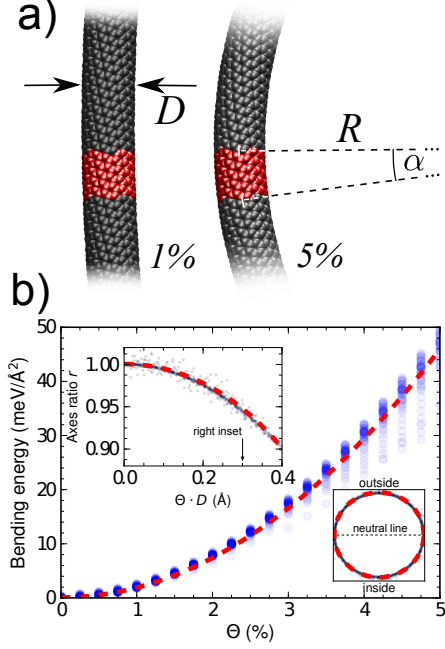 a)
D
R
α
1%
5%
b)
Bending energy (meV/Å²)
50
40
30
20
10
0
Axes ratio r
1.00
0.95
0.90
right inset
0.0 0.2 0.4
Θ · D (Å)
outside
neutral line
inside
0 1 2 3 4 5
Θ (%)